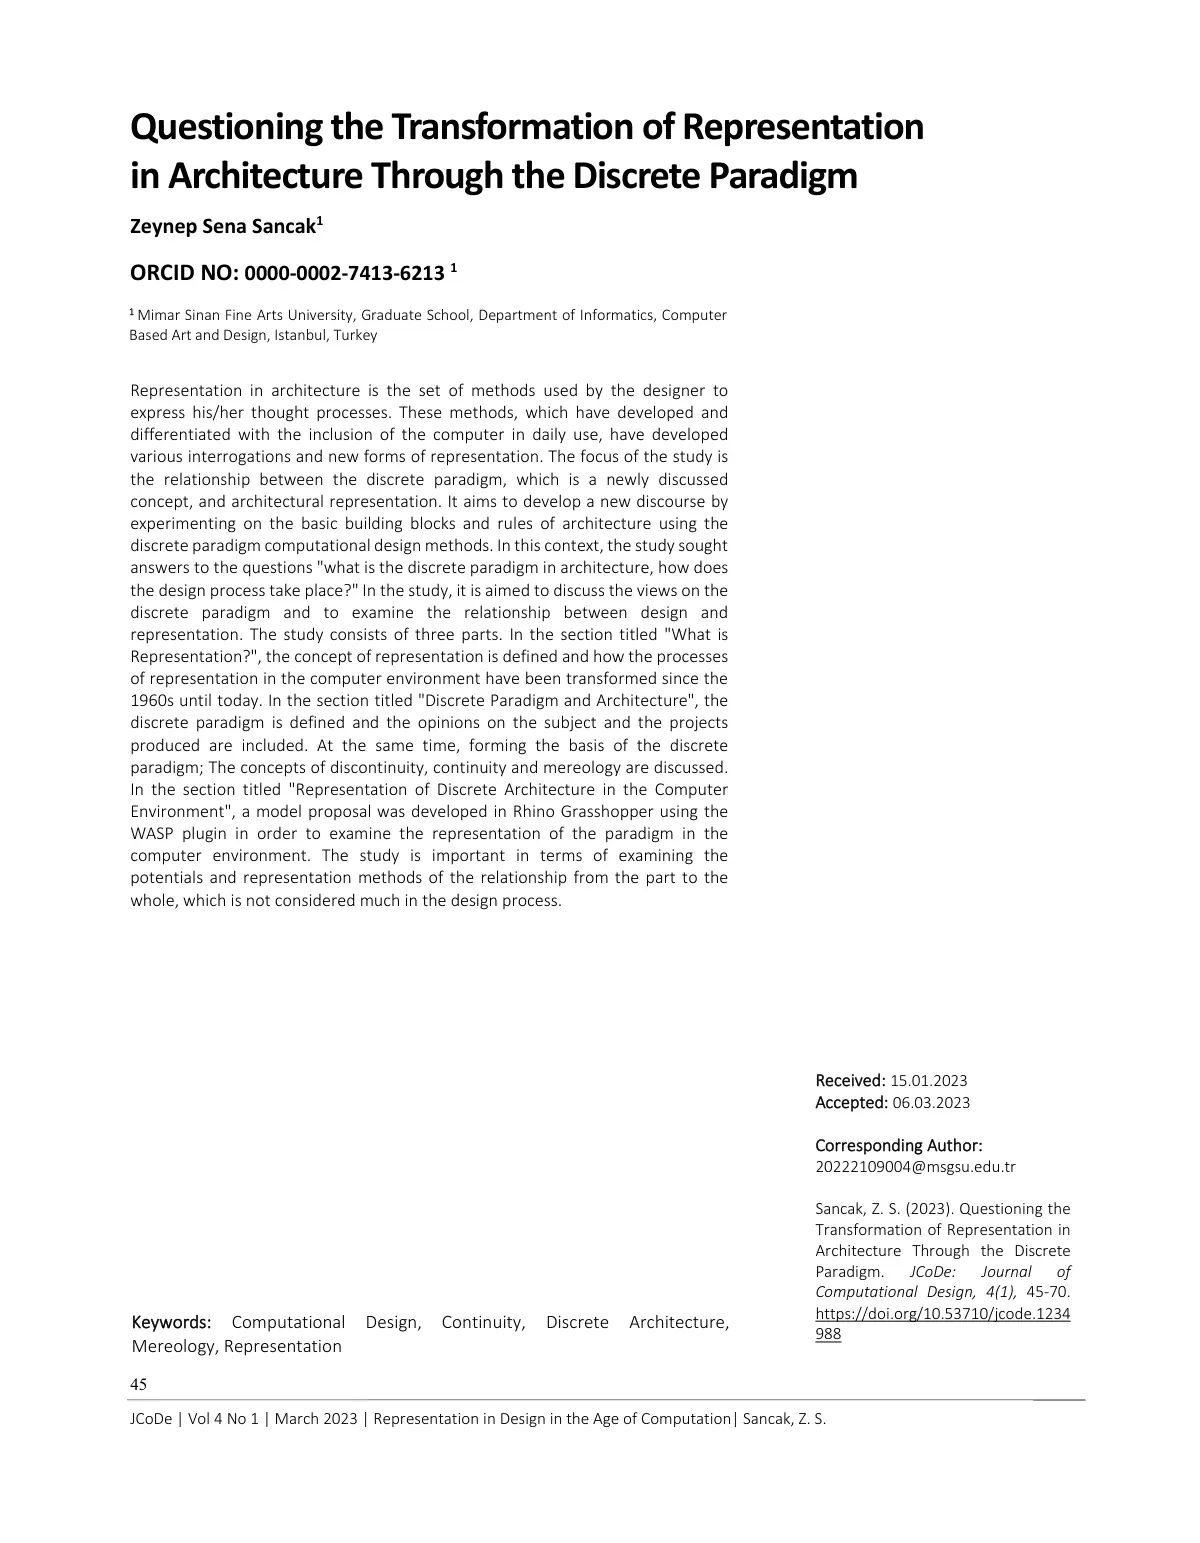 Questioning the Transformation of Representation
in Architecture Through the Discrete Paradigm
Zeynep Sena Sancak¹
ORCID NO: 0000-0002-7413-6213 ¹
¹ Mimar Sinan Fine Arts University, Graduate School, Department of Informatics, Computer
Based Art and Design, Istanbul, Turkey
Representation in architecture is the set of methods used by the designer to
express his/her thought processes. These methods, which have developed and
differentiated with the inclusion of the computer in daily use, have developed
various interrogations and new forms of representation. The focus of the study is
the relationship between the discrete paradigm, which is a newly discussed
concept, and architectural representation. It aims to develop a new discourse by
experimenting on the basic building blocks and rules of architecture using the
discrete paradigm computational design methods. In this context, the study sought
answers to the questions "what is the discrete paradigm in architecture, how does
the design process take place?" In the study, it is aimed to discuss the views on the
discrete paradigm and to examine the relationship between design and
representation. The study consists of three parts. In the section titled "What is
Representation?", the concept of representation is defined and how the processes
of representation in the computer environment have been transformed since the
1960s until today. In the section titled "Discrete Paradigm and Architecture", the
discrete paradigm is defined and the opinions on the subject and the projects
produced are included. At the same time, forming the basis of the discrete
paradigm; The concepts of discontinuity, continuity and mereology are discussed.
In the section titled "Representation of Discrete Architecture in the Computer
Environment", a model proposal was developed in Rhino Grasshopper using the
WASP plugin in order to examine the representation of the paradigm in the
computer environment. The study is important in terms of examining the
potentials and representation methods of the relationship from the part to the
whole, which is not considered much in the design process.
Received: 15.01.2023
Accepted: 06.03.2023
Corresponding Author:
20222109004@msgsu.edu.tr
Sancak, Z. S. (2023). Questioning the
Transformation of Representation in
Architecture Through the Discrete
Paradigm. JCoDe: Journal of
Computational Design, 4(1), 45-70.
https://doi.org/10.53710/jcode.1234
988
Keywords: Computational Design, Continuity, Discrete Architecture,
Mereology, Representation
45
JCoDe | Vol 4 No 1 | March 2023 | Representation in Design in the Age of Computation| Sancak, Z. S.